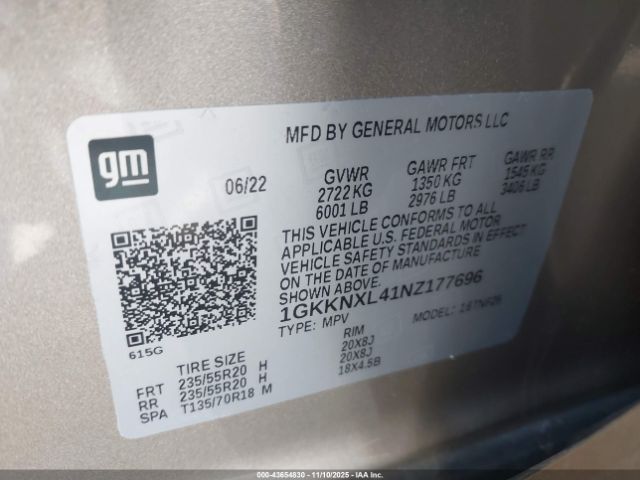 MFD BY GENERAL MOTORS LLC
gm
06/22
GVWR GAWR FRT GAWR RR
2722 KG 1350 KG 1545 KG
6001 LB 2976 LB 3406 LB
THIS VEHICLE CONFORMS TO ALL
APPLICABLE U.S. FEDERAL MOTOR
VEHICLE SAFETY STANDARDS IN EFFECT
ON THE DATE OF MANUFACTURE
SHOWN ABOVE.
1GKKNXL41NZ177696
TYPE: MPV MODEL:
615G
TIRE SIZE RIM
FRT 235/55R20 H 20X8J
RR 235/55R20 H 20X8J
SPA T135/70R18 M 18X4.5B
000-43654830 - 11/10/2025 - IAA Inc.